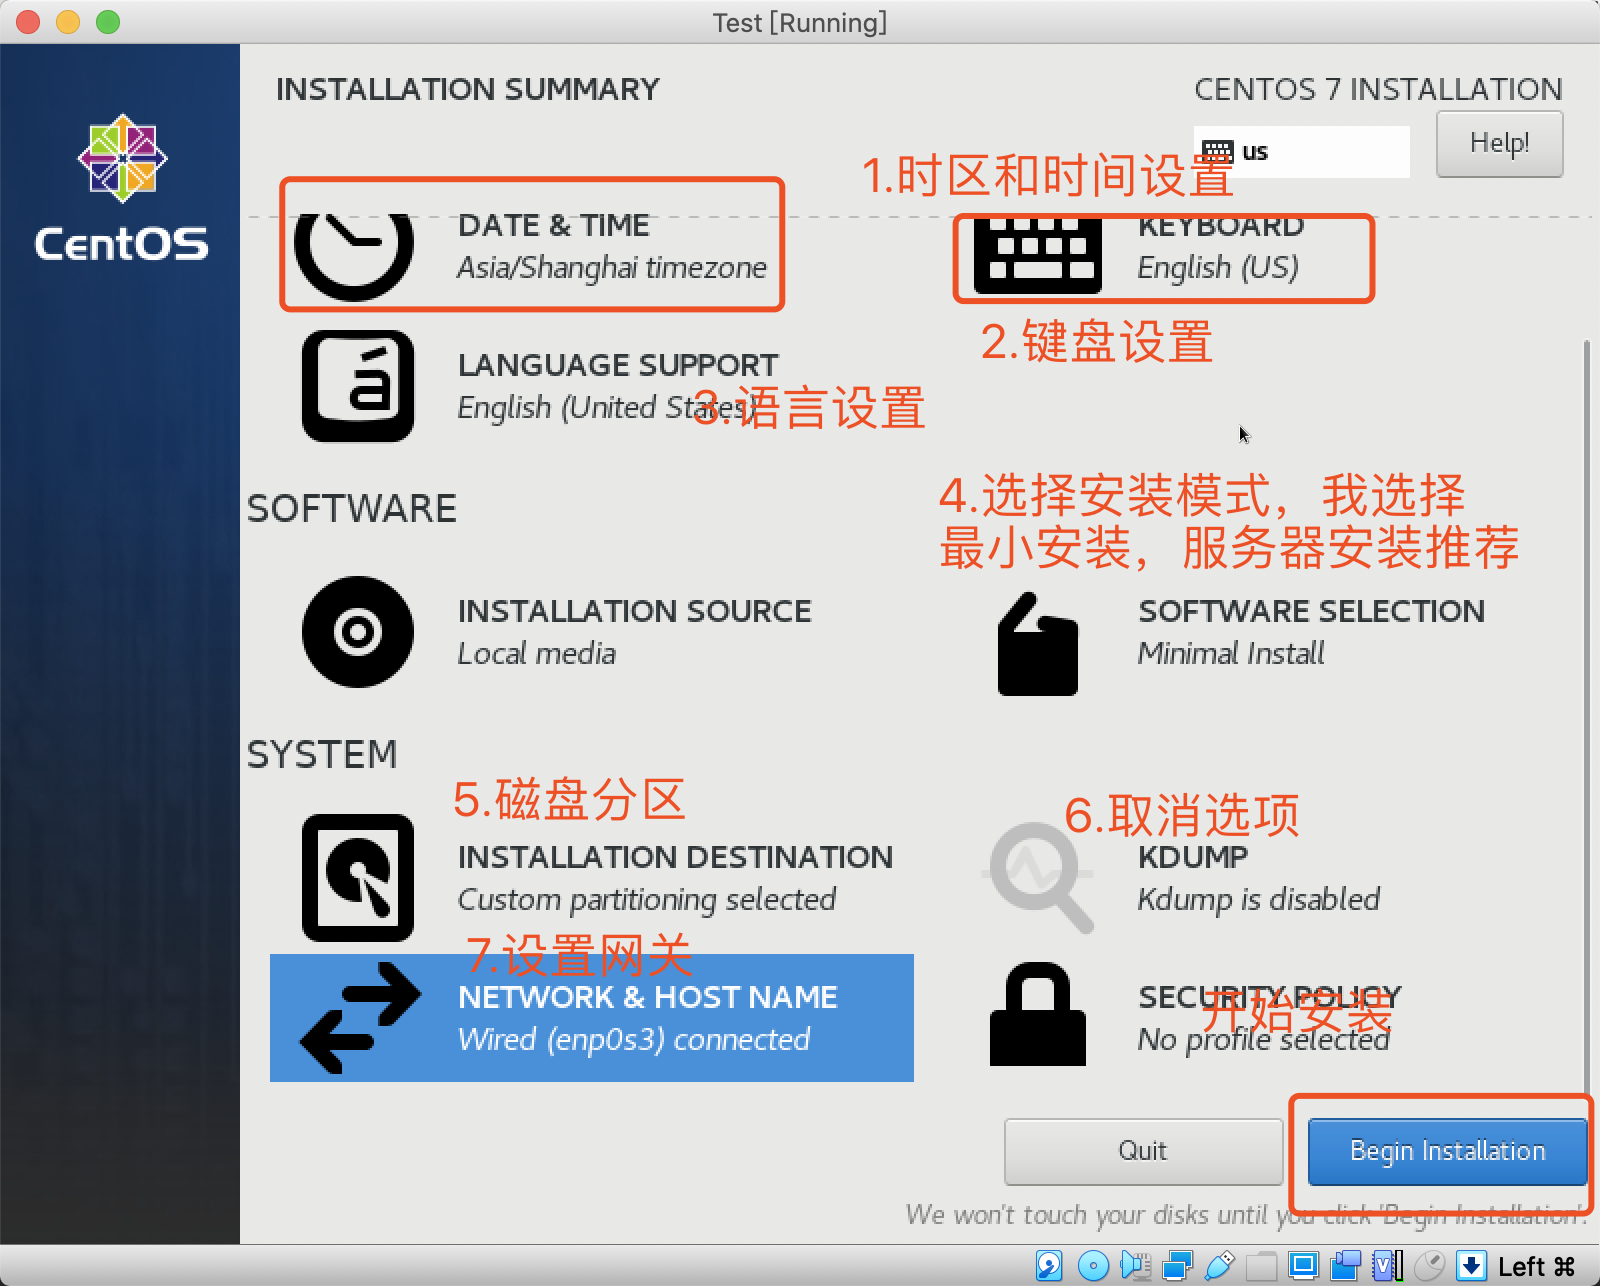 Test [Running]
INSTALLATION SUMMARY
CENTOS 7 INSTALLATION
us
Help!
1.时区和时间设置
CentOS
DATE & TIME
Asia/Shanghai timezone
KEYBOARD
English (US)
2.键盘设置
LANGUAGE SUPPORT
English (United States)
3.语言设置
SOFTWARE
4.选择安装模式，我选择
最小安装，服务器安装推荐
INSTALLATION SOURCE
Local media
SOFTWARE SELECTION
Minimal Install
SYSTEM
5.磁盘分区
6.取消选项
INSTALLATION DESTINATION
Custom partitioning selected
KDUMP
Kdump is disabled
7.设置网关
NETWORK & HOST NAME
Wired (enp0s3) connected
SECURITY POLICY
开始安装
No profile selected
Quit
Begin Installation
We won't touch your disks until you click 'Begin Installation'.
Left ⌘